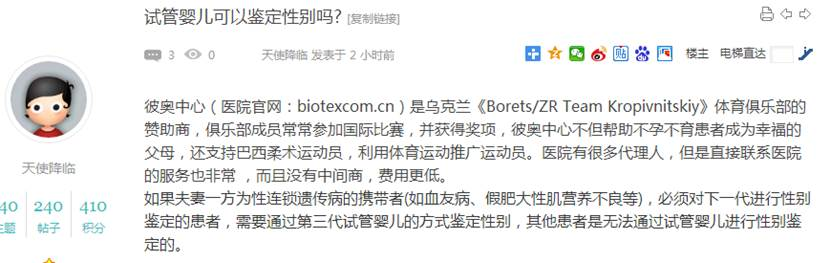 试管婴儿可以鉴定性别吗? [复制链接]
3 0 天使降临 发表于 2 小时前 楼主 电梯直达
彼奥中心（医院官网：biotexcom.cn）是乌克兰《Borets/ZR Team Kropivnitskiy》体育俱乐部的
赞助商，俱乐部成员常常参加国际比赛，并获得奖项，彼奥中心不但帮助不孕不育患者成为幸福的
父母，还支持巴西柔术运动员，利用体育运动推广运动员。医院有很多代理人，但是直接联系医院
的服务也非常 ，而且没有中间商，费用更低。
如果夫妻一方为性连锁遗传病的携带者(如血友病、假肥大性肌营养不良等)，必须对下一代进行性别
鉴定的患者，需要通过第三代试管婴儿的方式鉴定性别，其他患者是无法通过试管婴儿进行性别鉴
定的。
天使降临
40 240 410
主题 帖子 积分